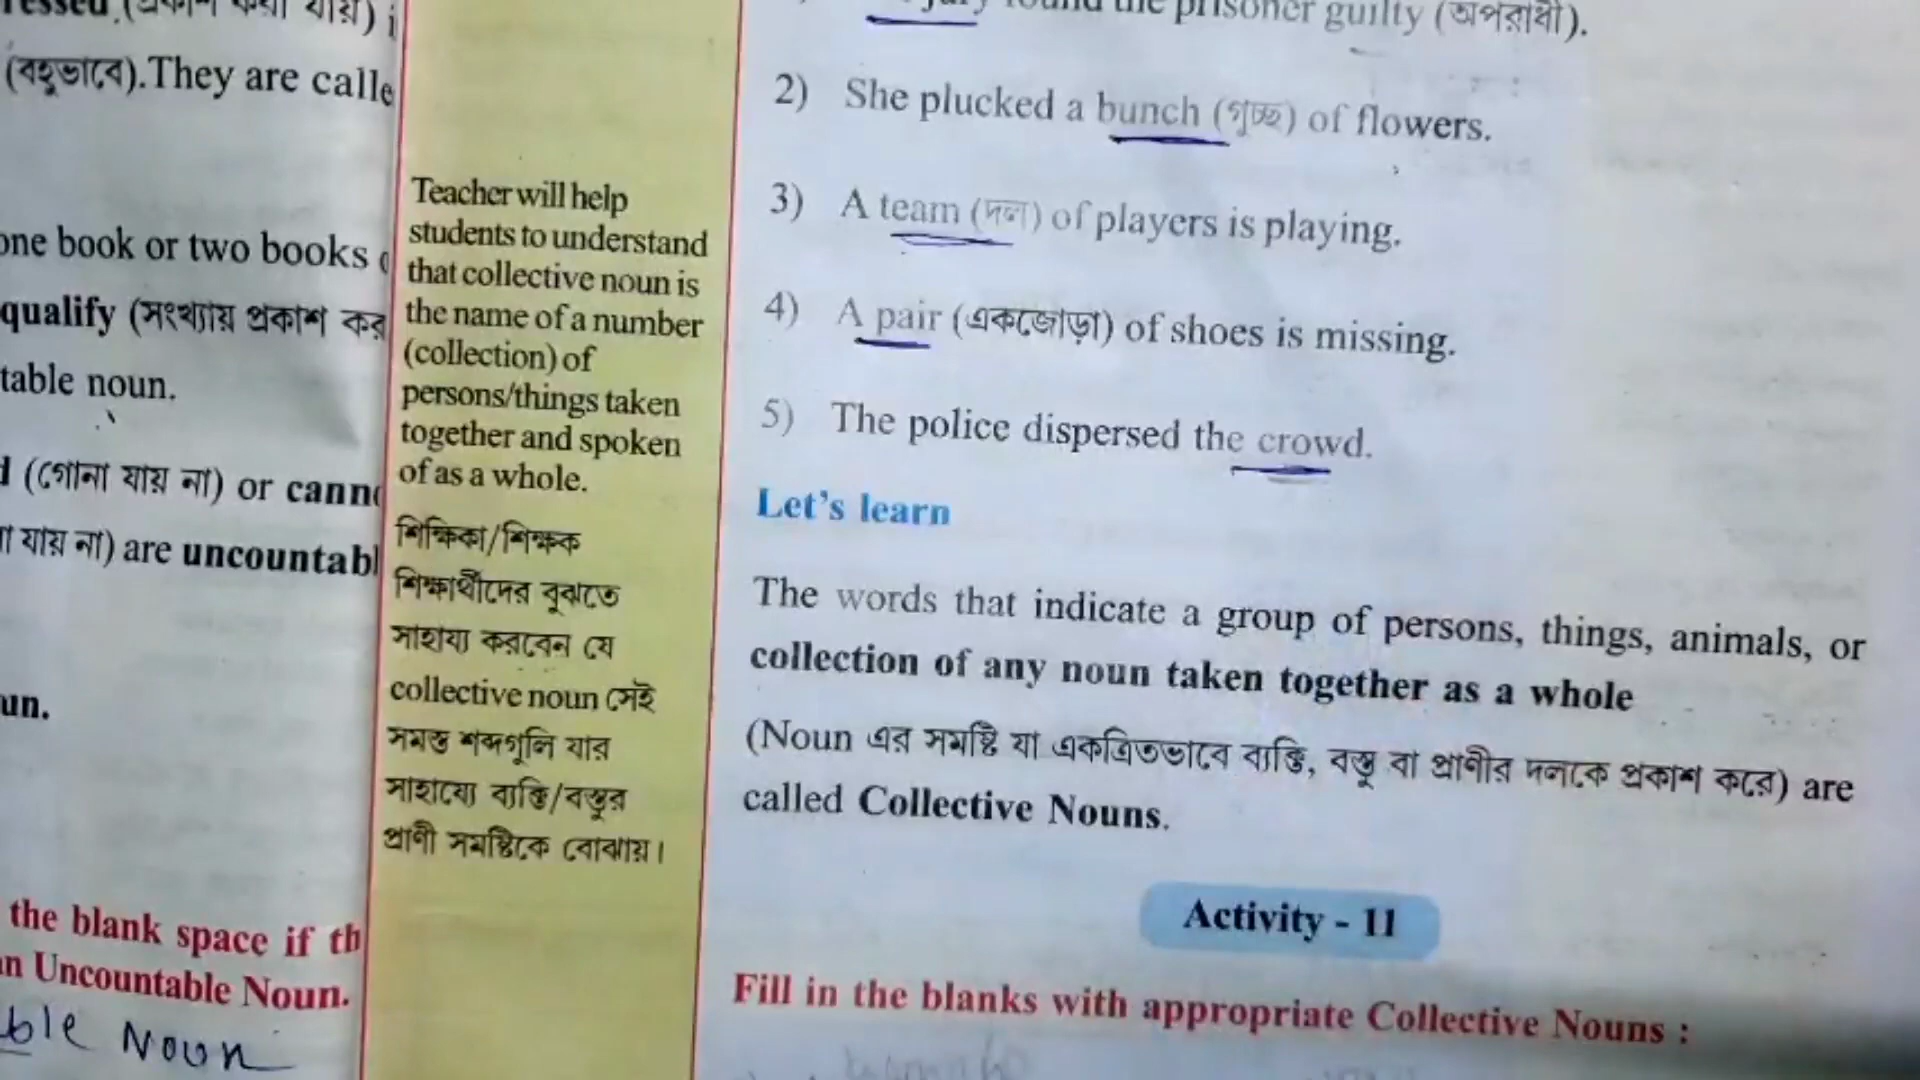 (প্রকাশ করা যায়)
(বহুভাবে).They are calle
one book or two books
qualify (সংখ্যায় প্রকাশ কর
table noun.
(গোনা যায় না) or canno
যায় না) are uncountabl
un.
the blank space if th
an Uncountable Noun.
ble Noun
Teacher will help
students to understand
that collective noun is
the name of a number
(collection) of
persons/things taken
together and spoken
of as a whole.
শিক্ষিকা/শিক্ষক
শিক্ষার্থীদের বুঝতে
সাহায্য করবেন যে
collective noun সেই
সমস্ত শব্দগুলি যার
সাহায্যে ব্যক্তি/বস্তুর
প্রাণী সমষ্টিকে বোঝায়।
jury found the prisoner guilty (অপরাধী).
2) She plucked a bunch (গুচ্ছ) of flowers.
3) A team (দল) of players is playing.
4) A pair (একজোড়া) of shoes is missing.
5) The police dispersed the crowd.
Let's learn
The words that indicate a group of persons, things, animals, or
collection of any noun taken together as a whole
(Noun এর সমষ্টি যা একত্রিতভাবে ব্যক্তি, বস্তু বা প্রাণীর দলকে প্রকাশ করে) are
called Collective Nouns.
Activity - 11
Fill in the blanks with appropriate Collective Nouns :